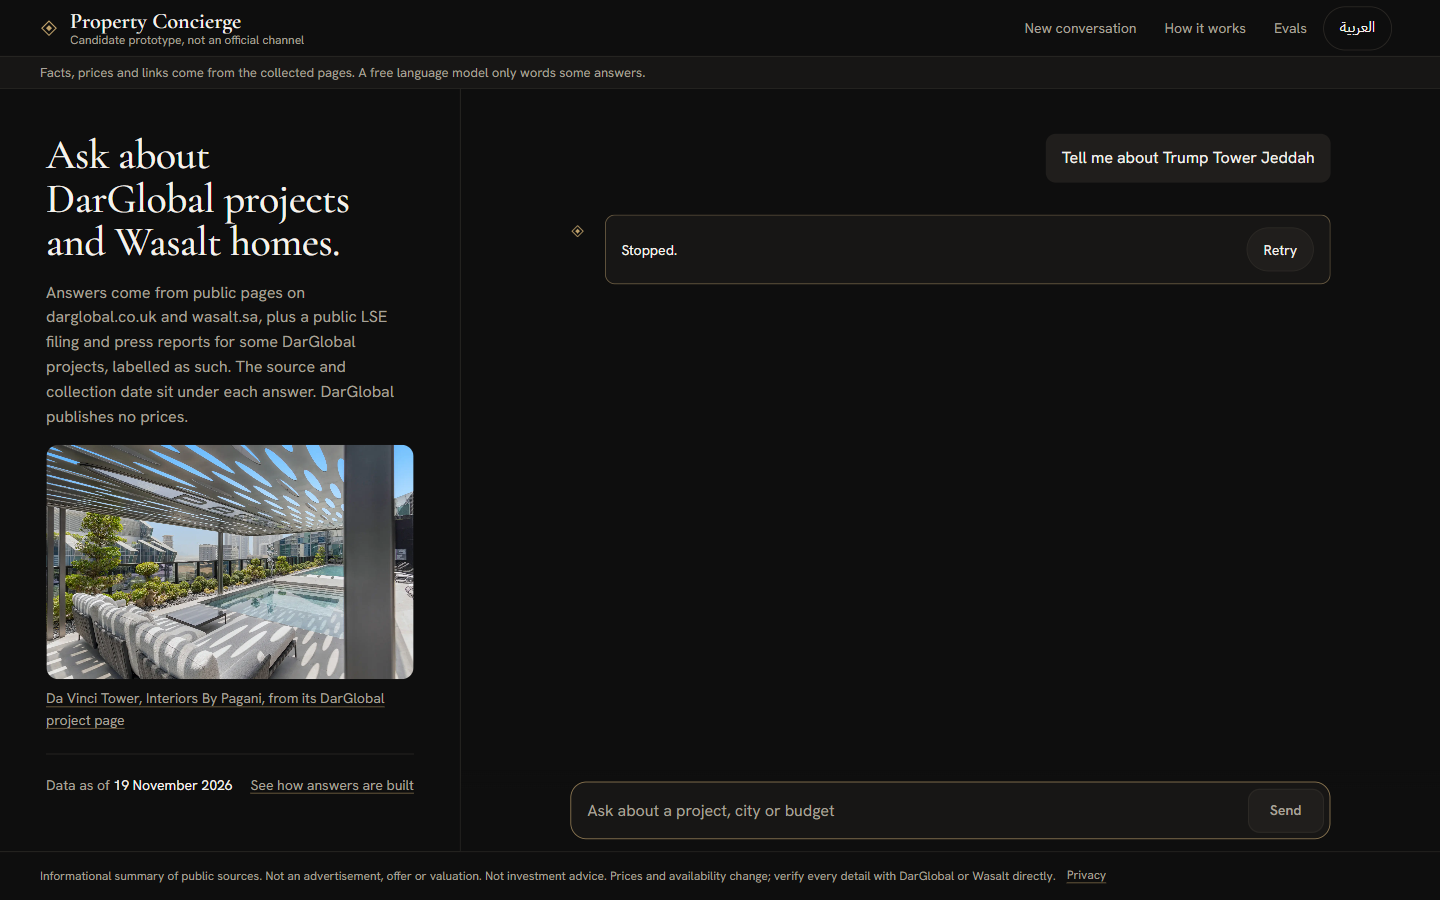 Property Concierge
Candidate prototype, not an official channel
New conversation
How it works
Evals
العربية
Facts, prices and links come from the collected pages. A free language model only words some answers.
Ask about
DarGlobal projects
and Wasalt homes.
Answers come from public pages on
darglobal.co.uk and wasalt.sa, plus a public LSE
filing and press reports for some DarGlobal
projects, labelled as such. The source and
collection date sit under each answer. DarGlobal
publishes no prices.
Da Vinci Tower, Interiors By Pagani, from its DarGlobal
project page
Data as of 19 November 2026
See how answers are built
Tell me about Trump Tower Jeddah
Stopped.
Retry
Ask about a project, city or budget
Send
Informational summary of public sources. Not an advertisement, offer or valuation. Not investment advice. Prices and availability change; verify every detail with DarGlobal or Wasalt directly.
Privacy